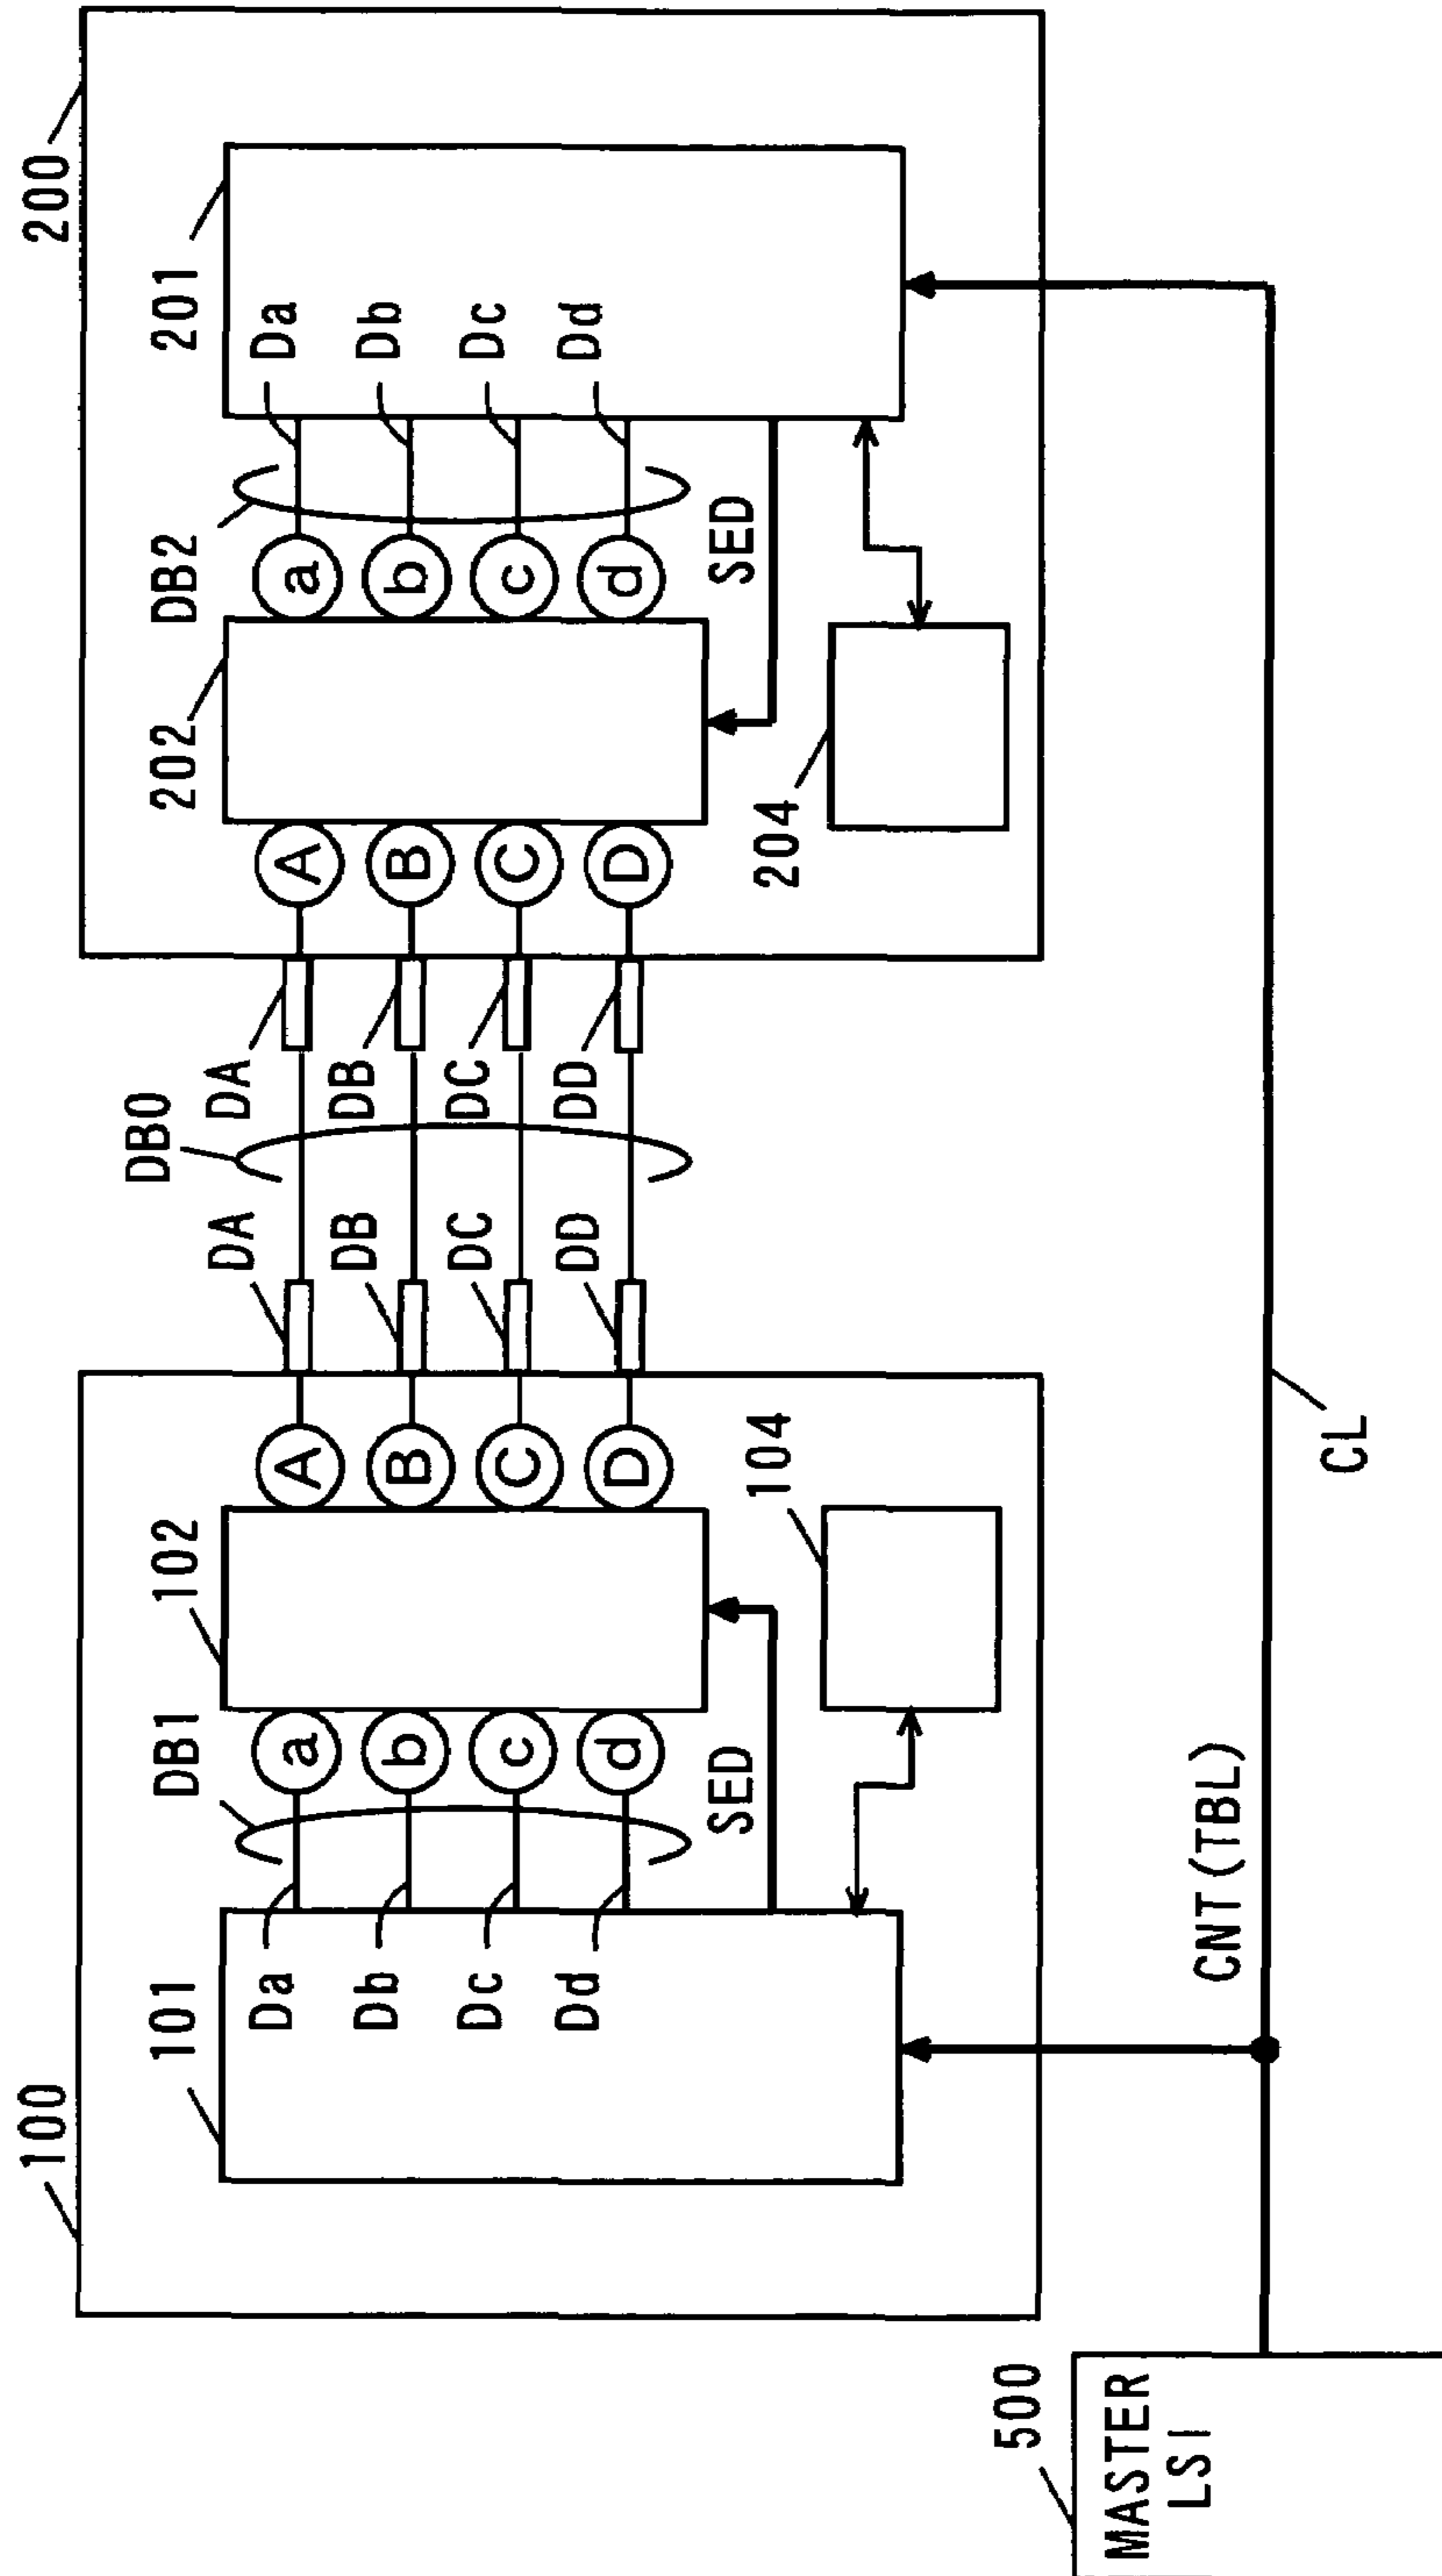 100
200
101
DB1
102
DB0
202
DB2
201
Da
a
A
DA
DA
A
a
Da
Db
b
B
DB
DB
B
b
Db
Dc
c
C
DC
DC
C
c
Dc
Dd
d
D
DD
DD
D
d
Dd
SED
SED
104
204
500
MASTER
LSI
CNT(TBL)
CL